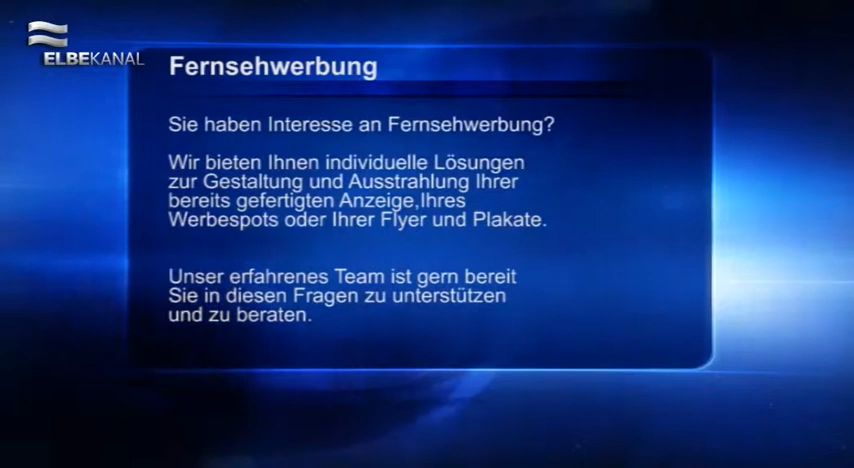 ELBEKANAL
Fernsehwerbung
Sie haben Interesse an Fernsehwerbung?
Wir bieten Ihnen individuelle Lösungen
zur Gestaltung und Ausstrahlung Ihrer
bereits gefertigten Anzeige,Ihres
Werbespots oder Ihrer Flyer und Plakate.
Unser erfahrenes Team ist gern bereit
Sie in diesen Fragen zu unterstützen
und zu beraten.